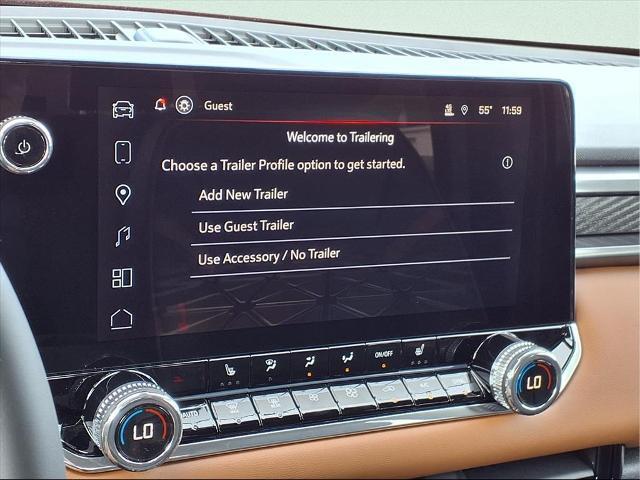 Guest
55° 11:59
Welcome to Trailering
Choose a Trailer Profile option to get started.
Add New Trailer
Use Guest Trailer
Use Accessory / No Trailer
ON/OFF
AUTO
A/C
LO
LO